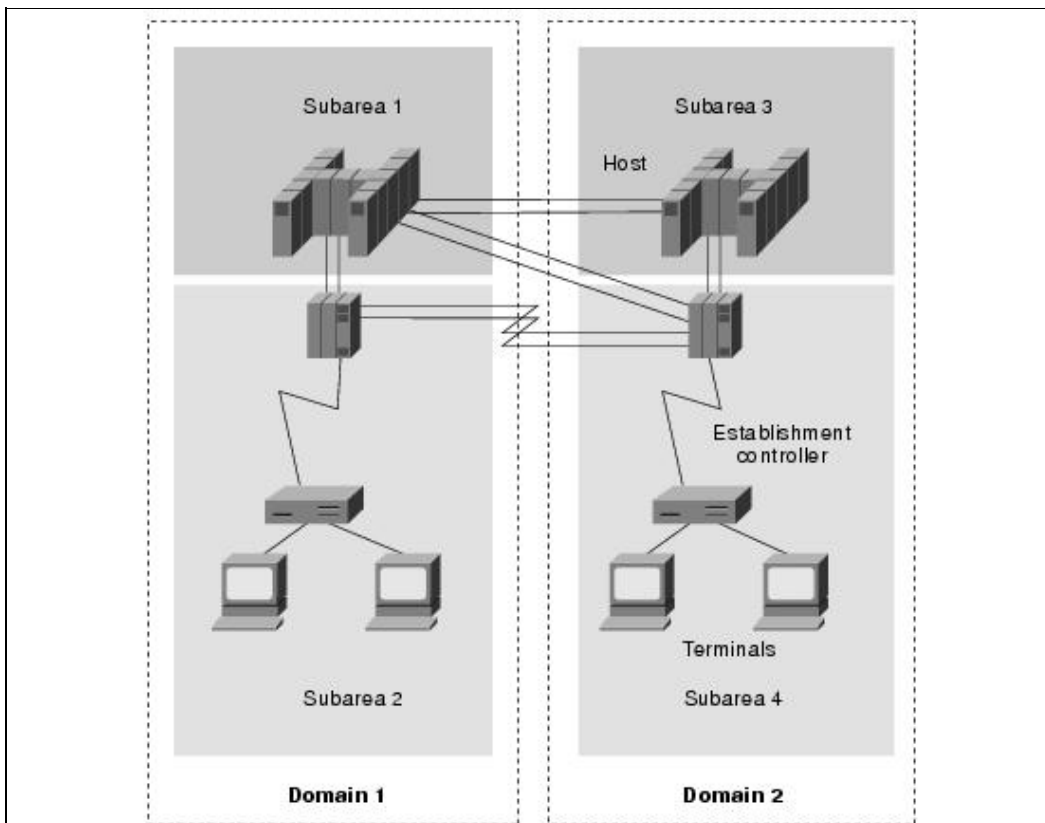 Subarea 1
Subarea 3
Host
Establishment
controller
Terminals
Subarea 2
Subarea 4
Domain 1
Domain 2